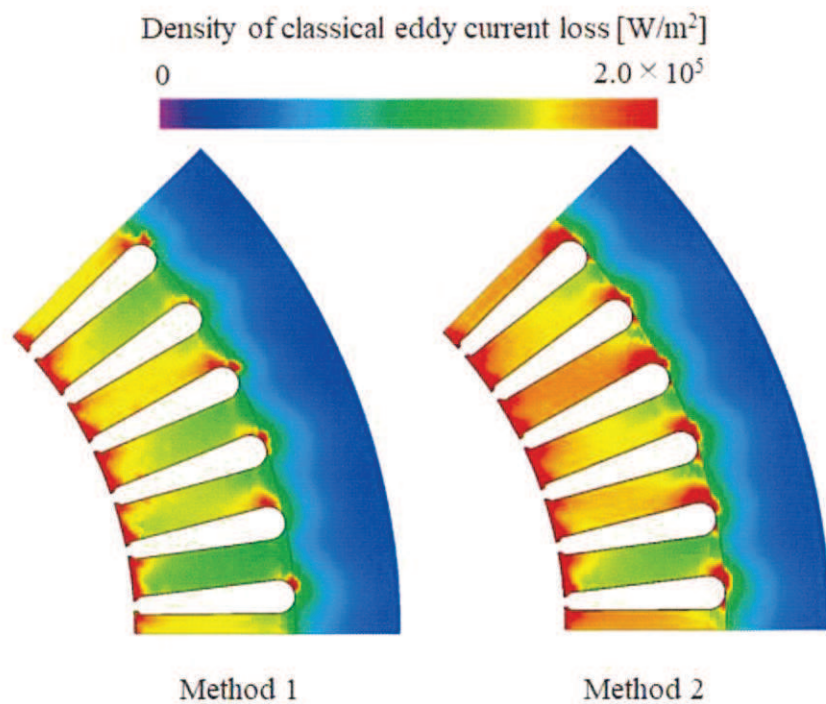 Density of classical eddy current loss [W/m²]
0 2.0 × 10⁵
Method 1 Method 2